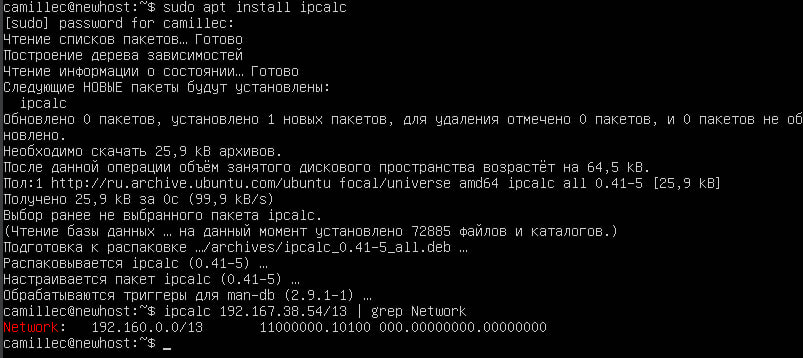 camillec@newhost:~$ sudo apt install ipcalc
[sudo] password for camillec:
Чтение списков пакетов… Готово
Построение дерева зависимостей
Чтение информации о состоянии… Готово
Следующие НОВЫЕ пакеты будут установлены:
  ipcalc
Обновлено 0 пакетов, установлено 1 новых пакетов, для удаления отмечено 0 пакетов, и 0 пакетов не об
новлено.
Необходимо скачать 25,9 kB архивов.
После данной операции объём занятого дискового пространства возрастёт на 64,5 kB.
Пол:1 http://ru.archive.ubuntu.com/ubuntu focal/universe amd64 ipcalc all 0.41-5 [25,9 kB]
Получено 25,9 kB за 0с (99,9 kB/s)
Выбор ранее не выбранного пакета ipcalc.
(Чтение базы данных … на данный момент установлено 72885 файлов и каталогов.)
Подготовка к распаковке …/archives/ipcalc_0.41-5_all.deb …
Распаковывается ipcalc (0.41-5) …
Настраивается пакет ipcalc (0.41-5) …
Обрабатываются триггеры для man-db (2.9.1-1) …
camillec@newhost:~$ ipcalc 192.167.38.54/13 | grep Network
Network:   192.160.0.0/13       11000000.10100 000.00000000.00000000
camillec@newhost:~$ _